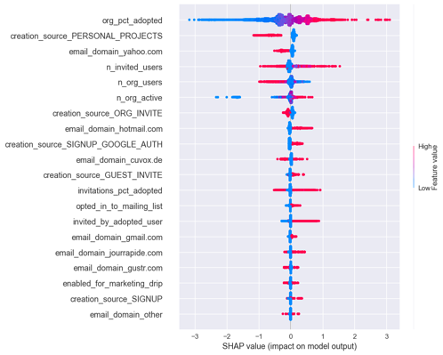 org_pct_adopted
creation_source_PERSONAL_PROJECTS
email_domain_yahoo.com
n_invited_users
n_org_users
n_org_active
creation_source_ORG_INVITE
email_domain_hotmail.com
creation_source_SIGNUP_GOOGLE_AUTH
email_domain_cuvox.de
creation_source_GUEST_INVITE
invitations_pct_adopted
opted_in_to_mailing_list
invited_by_adopted_user
email_domain_gmail.com
email_domain_jourrapide.com
email_domain_gustr.com
enabled_for_marketing_drip
creation_source_SIGNUP
email_domain_other
-3 -2 -1 0 1 2 3
SHAP value (impact on model output)
High
Low
Feature value